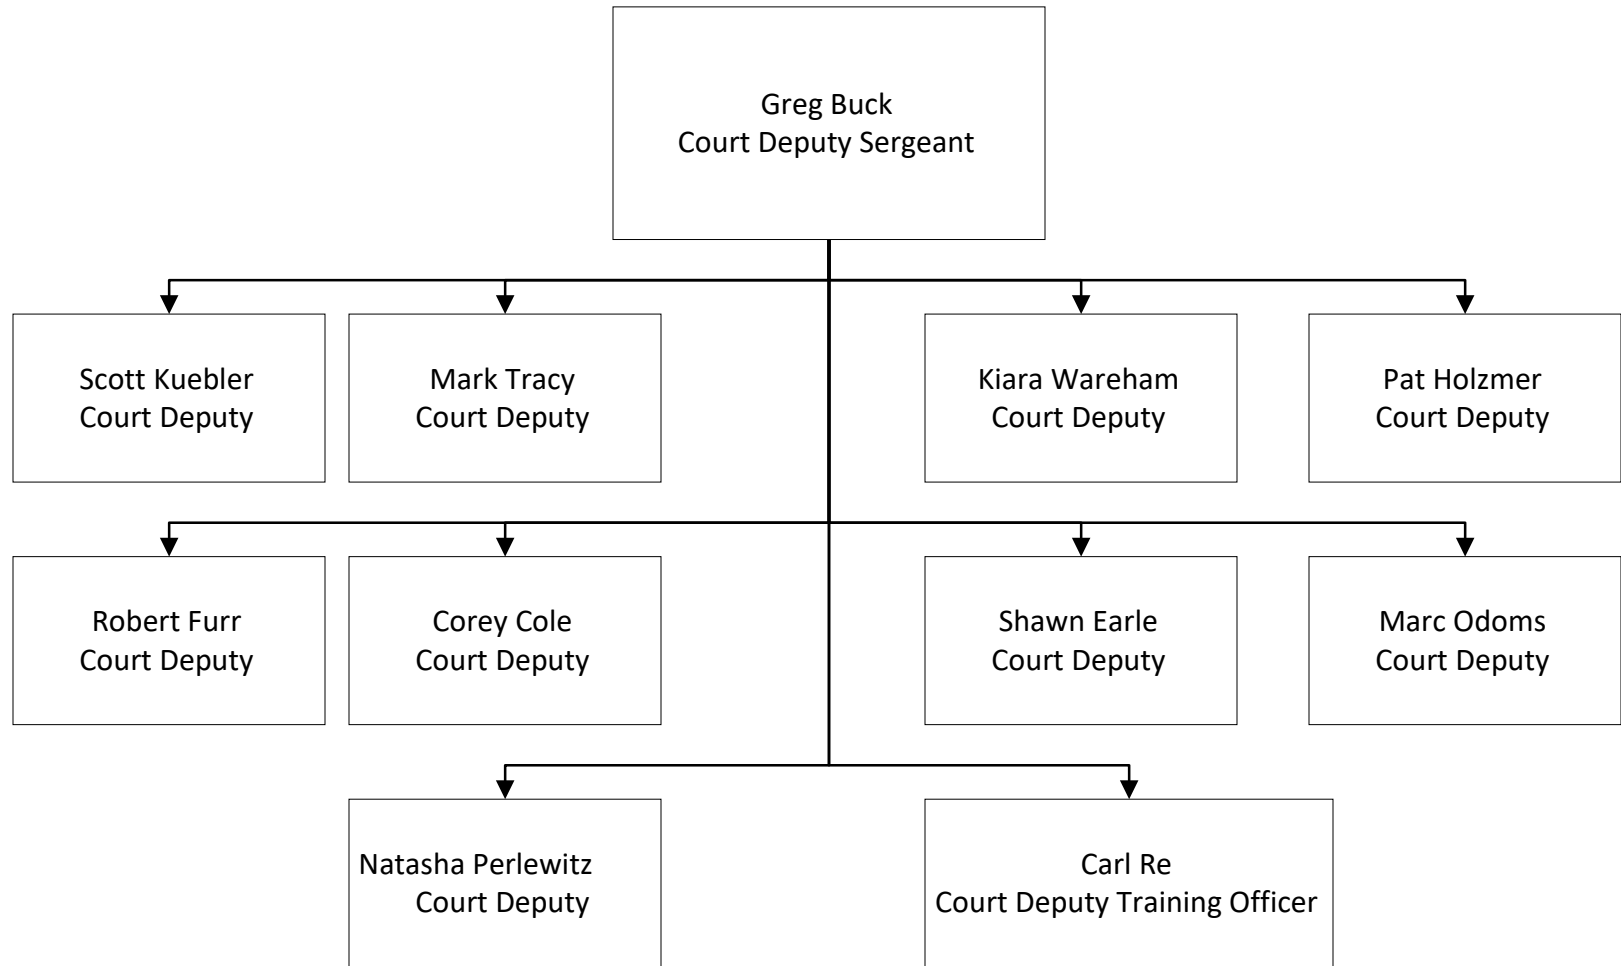 Greg Buck
Court Deputy Sergeant
Scott Kuebler
Court Deputy
Mark Tracy
Court Deputy
Kiara Wareham
Court Deputy
Pat Holzmer
Court Deputy
Robert Furr
Court Deputy
Corey Cole
Court Deputy
Shawn Earle
Court Deputy
Marc Odoms
Court Deputy
Natasha Perlewitz
Court Deputy
Carl Re
Court Deputy Training Officer